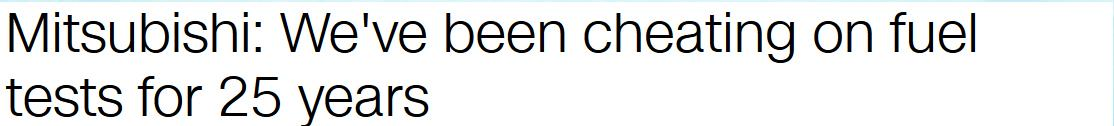 Mitsubishi: We've been cheating on fuel
tests for 25 years